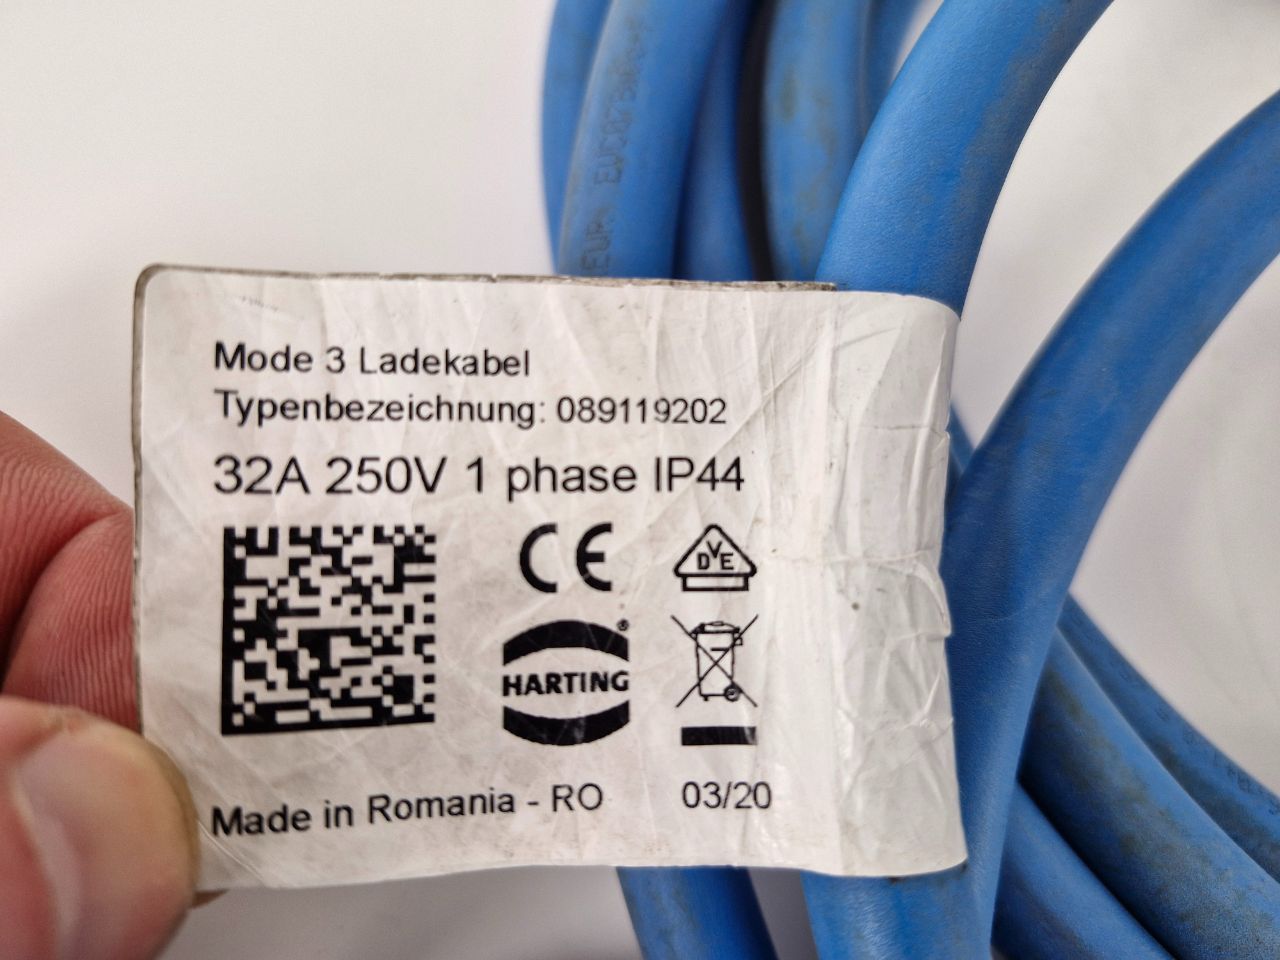 Mode 3 Ladekabel
Typenbezeichnung: 089119202
32A 250V 1 phase IP44
CE
DVE
HARTING®
Made in Romania - RO
03/20